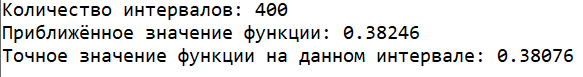 Количество интервалов: 400
Приближённое значение функции: 0.38246
Точное значение функции на данном интервале: 0.38076